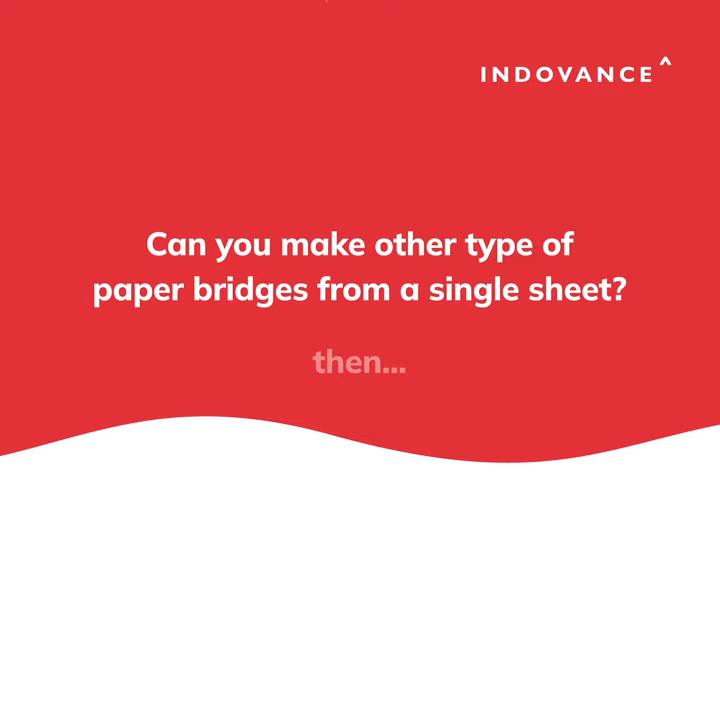 INDOVANCE^
Can you make other type of
paper bridges from a single sheet?
then...